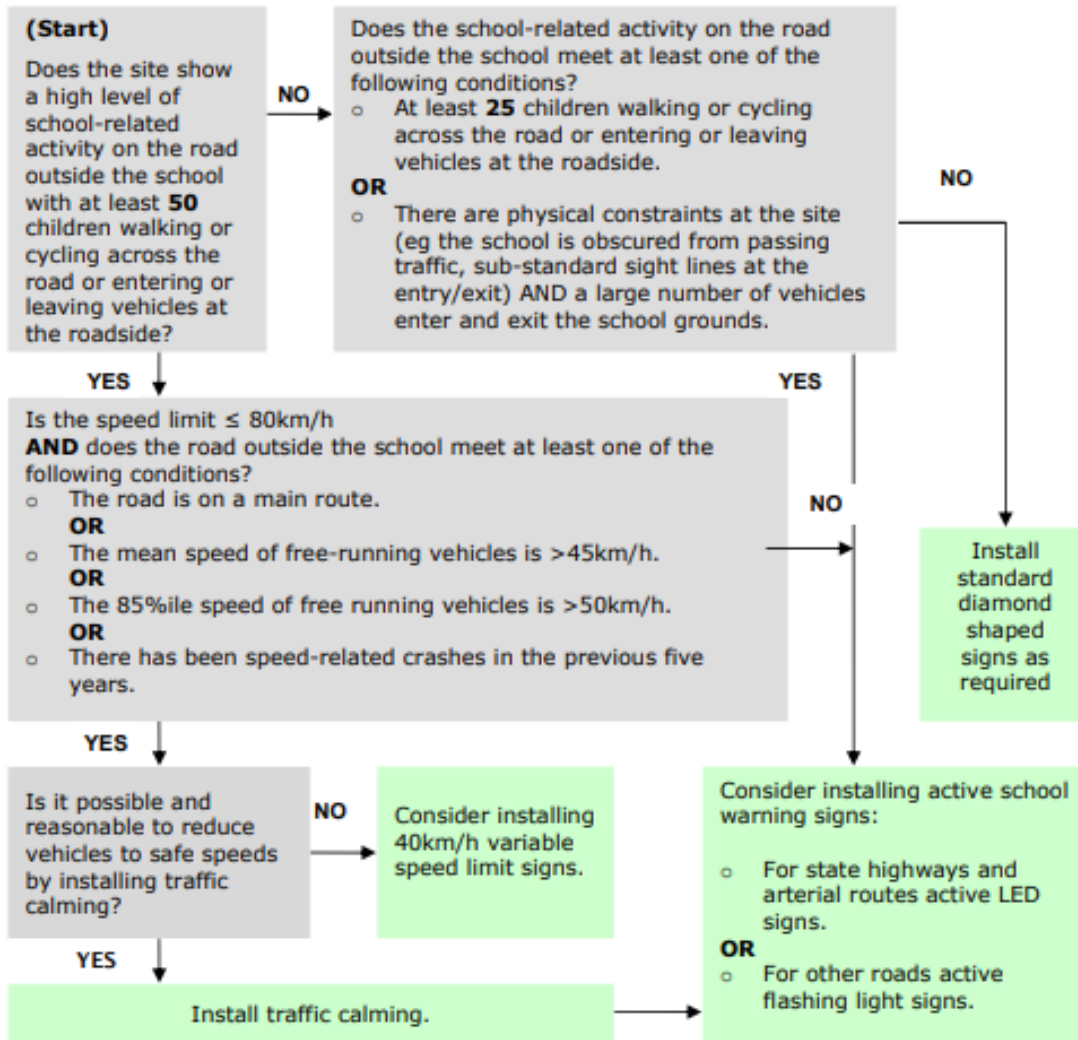 (Start)
Does the site show
a high level of
school-related
activity on the road
outside the school
with at least 50
children walking or
cycling across the
road or entering or
leaving vehicles at
the roadside?
NO
Does the school-related activity on the road
outside the school meet at least one of the
following conditions?
o At least 25 children walking or cycling
across the road or entering or leaving
vehicles at the roadside.
OR
o There are physical constraints at the site
(eg the school is obscured from passing
traffic, sub-standard sight lines at the
entry/exit) AND a large number of vehicles
enter and exit the school grounds.
NO
YES
YES
Is the speed limit ≤ 80km/h
AND does the road outside the school meet at least one of the
following conditions?
o The road is on a main route.
OR
o The mean speed of free-running vehicles is >45km/h.
OR
o The 85%ile speed of free running vehicles is >50km/h.
OR
o There has been speed-related crashes in the previous five
years.
NO
Install
standard
diamond
shaped
signs as
required
YES
Is it possible and
reasonable to reduce
vehicles to safe speeds
by installing traffic
calming?
NO
Consider installing
40km/h variable
speed limit signs.
Consider installing active school
warning signs:
o For state highways and
arterial routes active LED
signs.
OR
o For other roads active
flashing light signs.
YES
Install traffic calming.